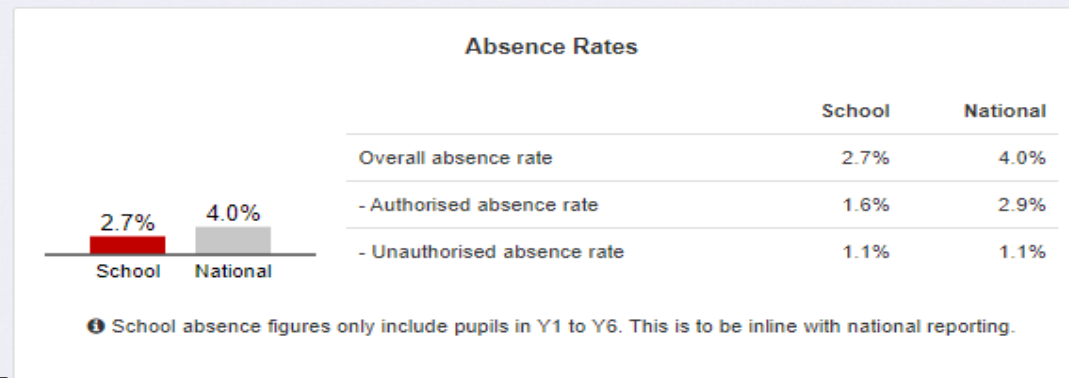 Absence Rates
School National
Overall absence rate 2.7% 4.0%
- Authorised absence rate 1.6% 2.9%
- Unauthorised absence rate 1.1% 1.1%
2.7% 4.0%
School National
School absence figures only include pupils in Y1 to Y6. This is to be inline with national reporting.